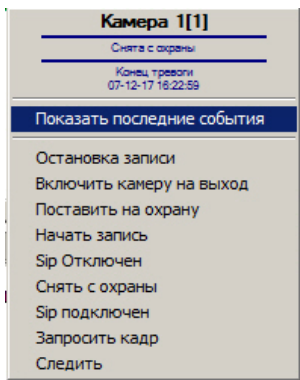 Камера 1[1]
Снята с охраны
Конец тревоги
07-12-17 16:22:59
Показать последние события
Остановка записи
Включить камеру на выход
Поставить на охрану
Начать запись
Sip Отключен
Снять с охраны
Sip подключен
Запросить кадр
Следить